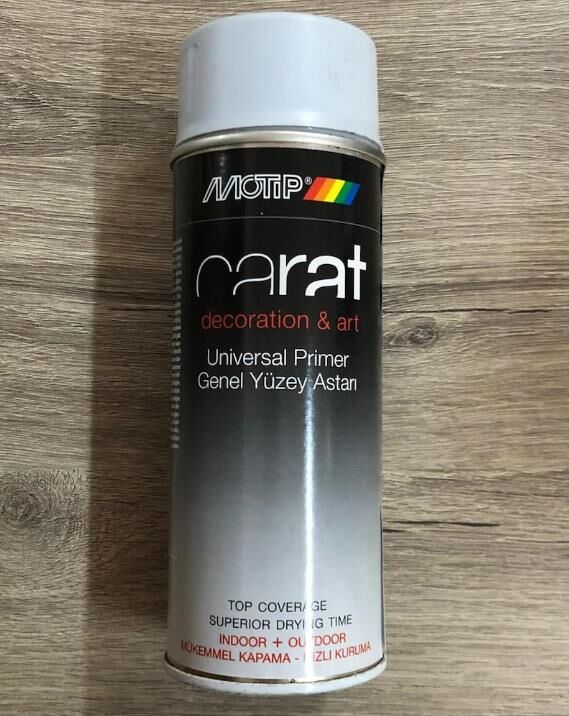 MOTIP®
carat
decoration & art
Universal Primer
Genel Yüzey Astarı
TOP COVERAGE
SUPERIOR DRYING TIME
INDOOR + OUTDOOR
MÜKEMMEL KAPAMA - HIZLI KURUMA